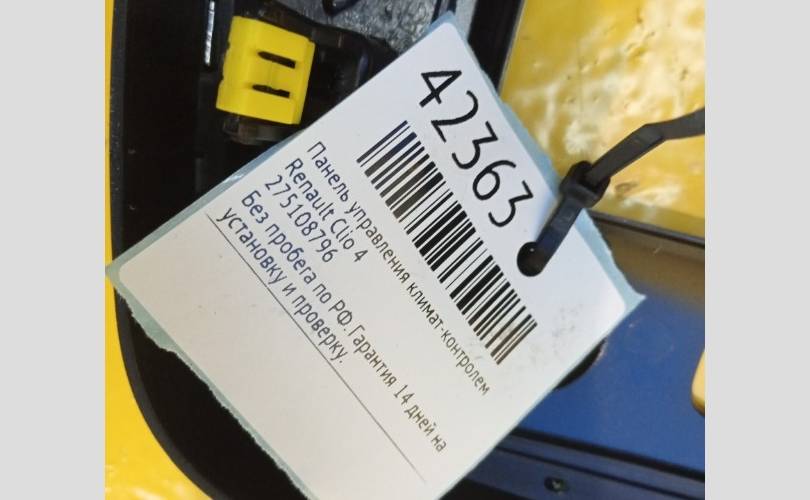 42363
Панель управления климат-контролем
Renault Clio 4
275108796
Без пробега по РФ. Гарантия 14 дней на
установку и проверку.